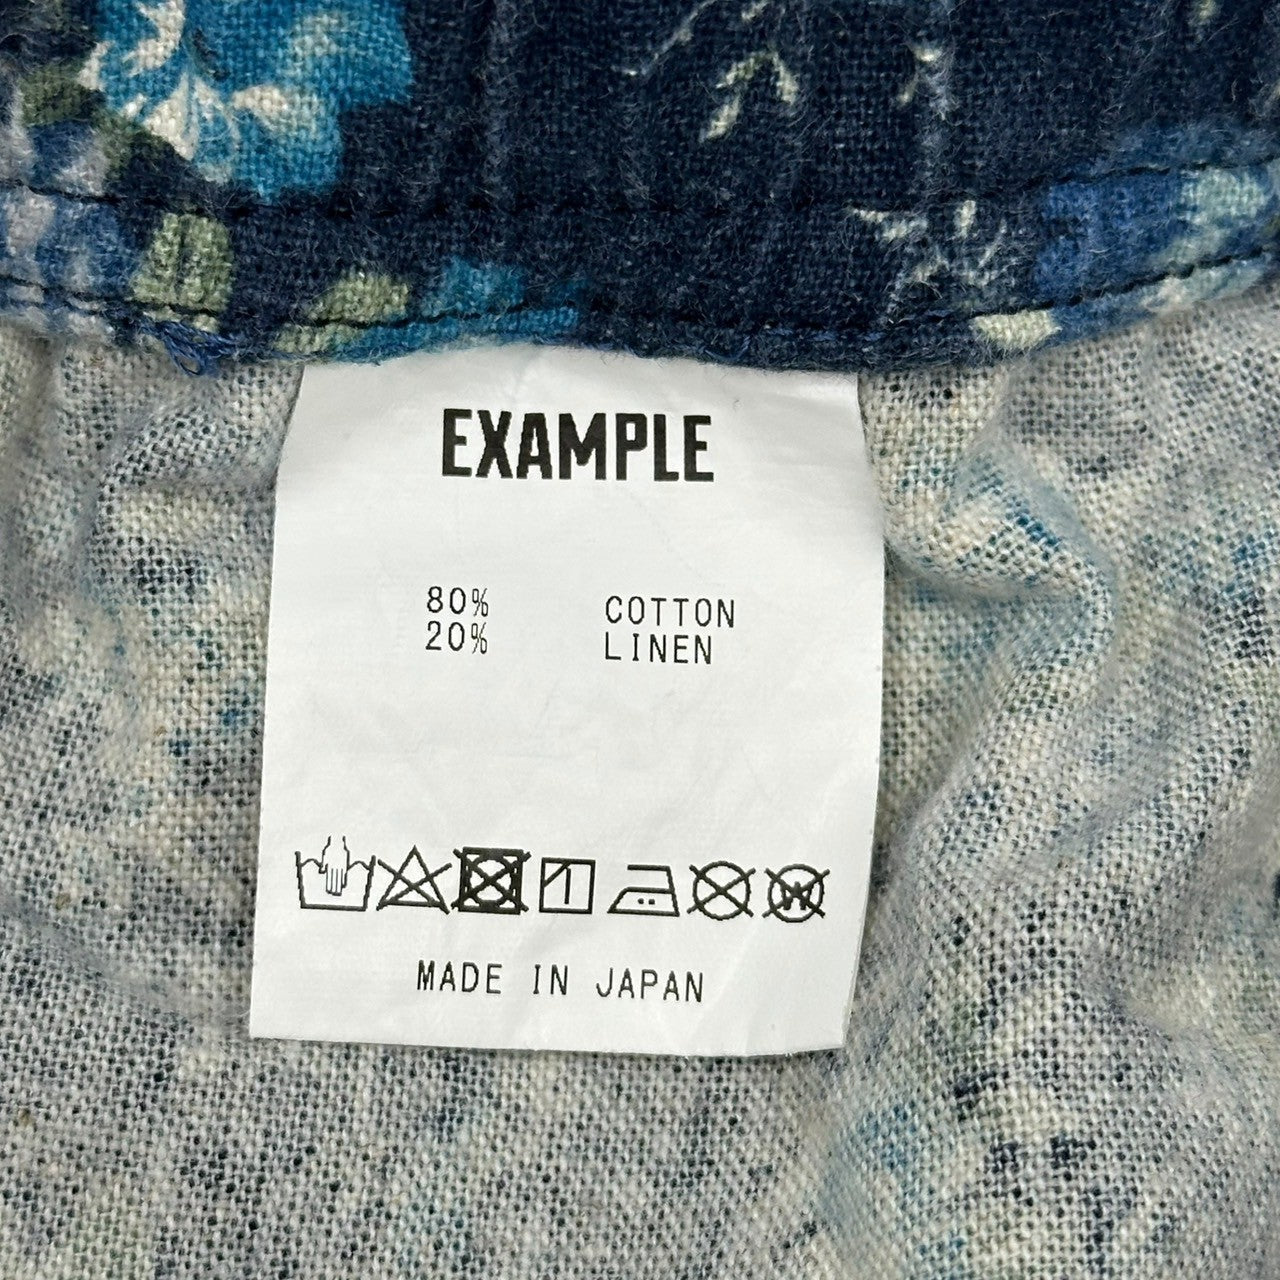 EXAMPLE
80% COTTON
20% LINEN
W
MADE IN JAPAN